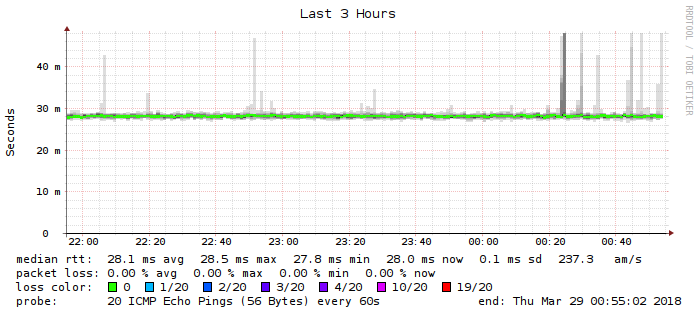 Last 3 Hours
RRDTOOL / TOBI OETIKER
Seconds
40 m
30 m
20 m
10 m
0
22:00 22:20 22:40 23:00 23:20 23:40 00:00 00:20 00:40
median rtt: 28.1 ms avg 28.5 ms max 27.8 ms min 28.0 ms now 0.1 ms sd 237.3 am/s
packet loss: 0.00 % avg 0.00 % max 0.00 % min 0.00 % now
loss color: 0 1/20 2/20 3/20 4/20 10/20 19/20
probe: 20 ICMP Echo Pings (56 Bytes) every 60s end: Thu Mar 29 00:55:02 2018